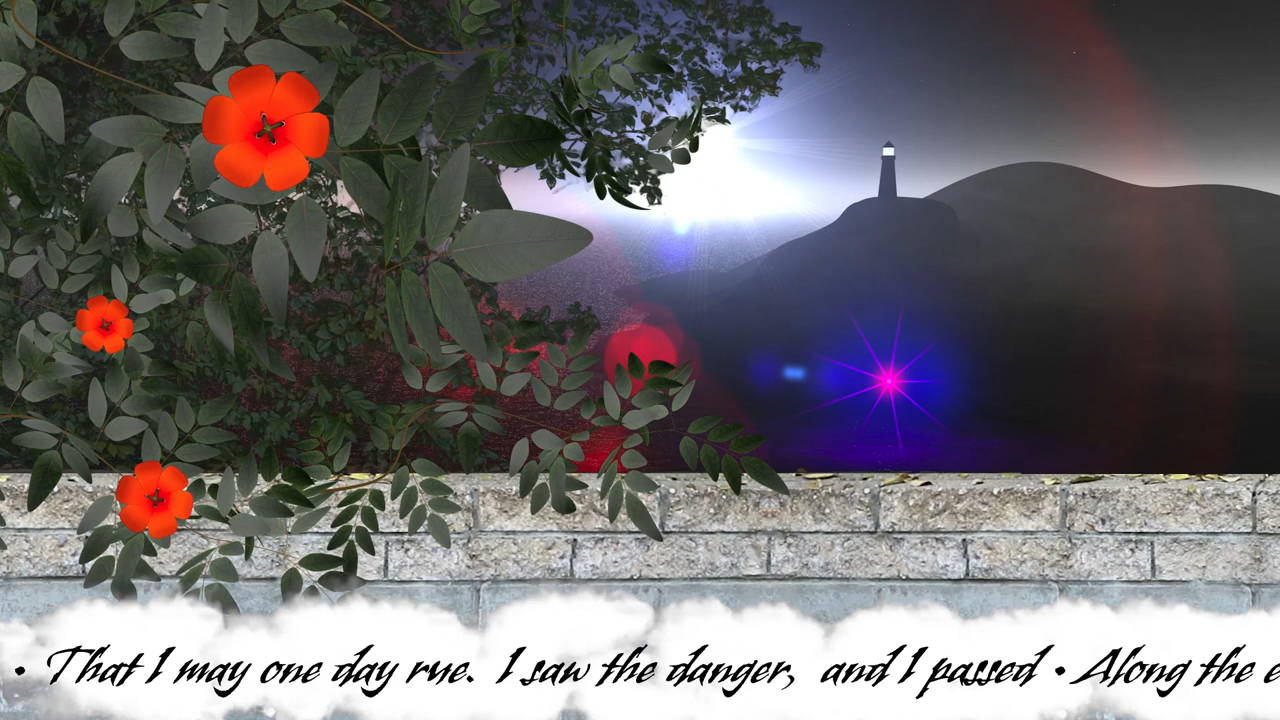 • That I may one day rue. I saw the danger, and I passed • Along the